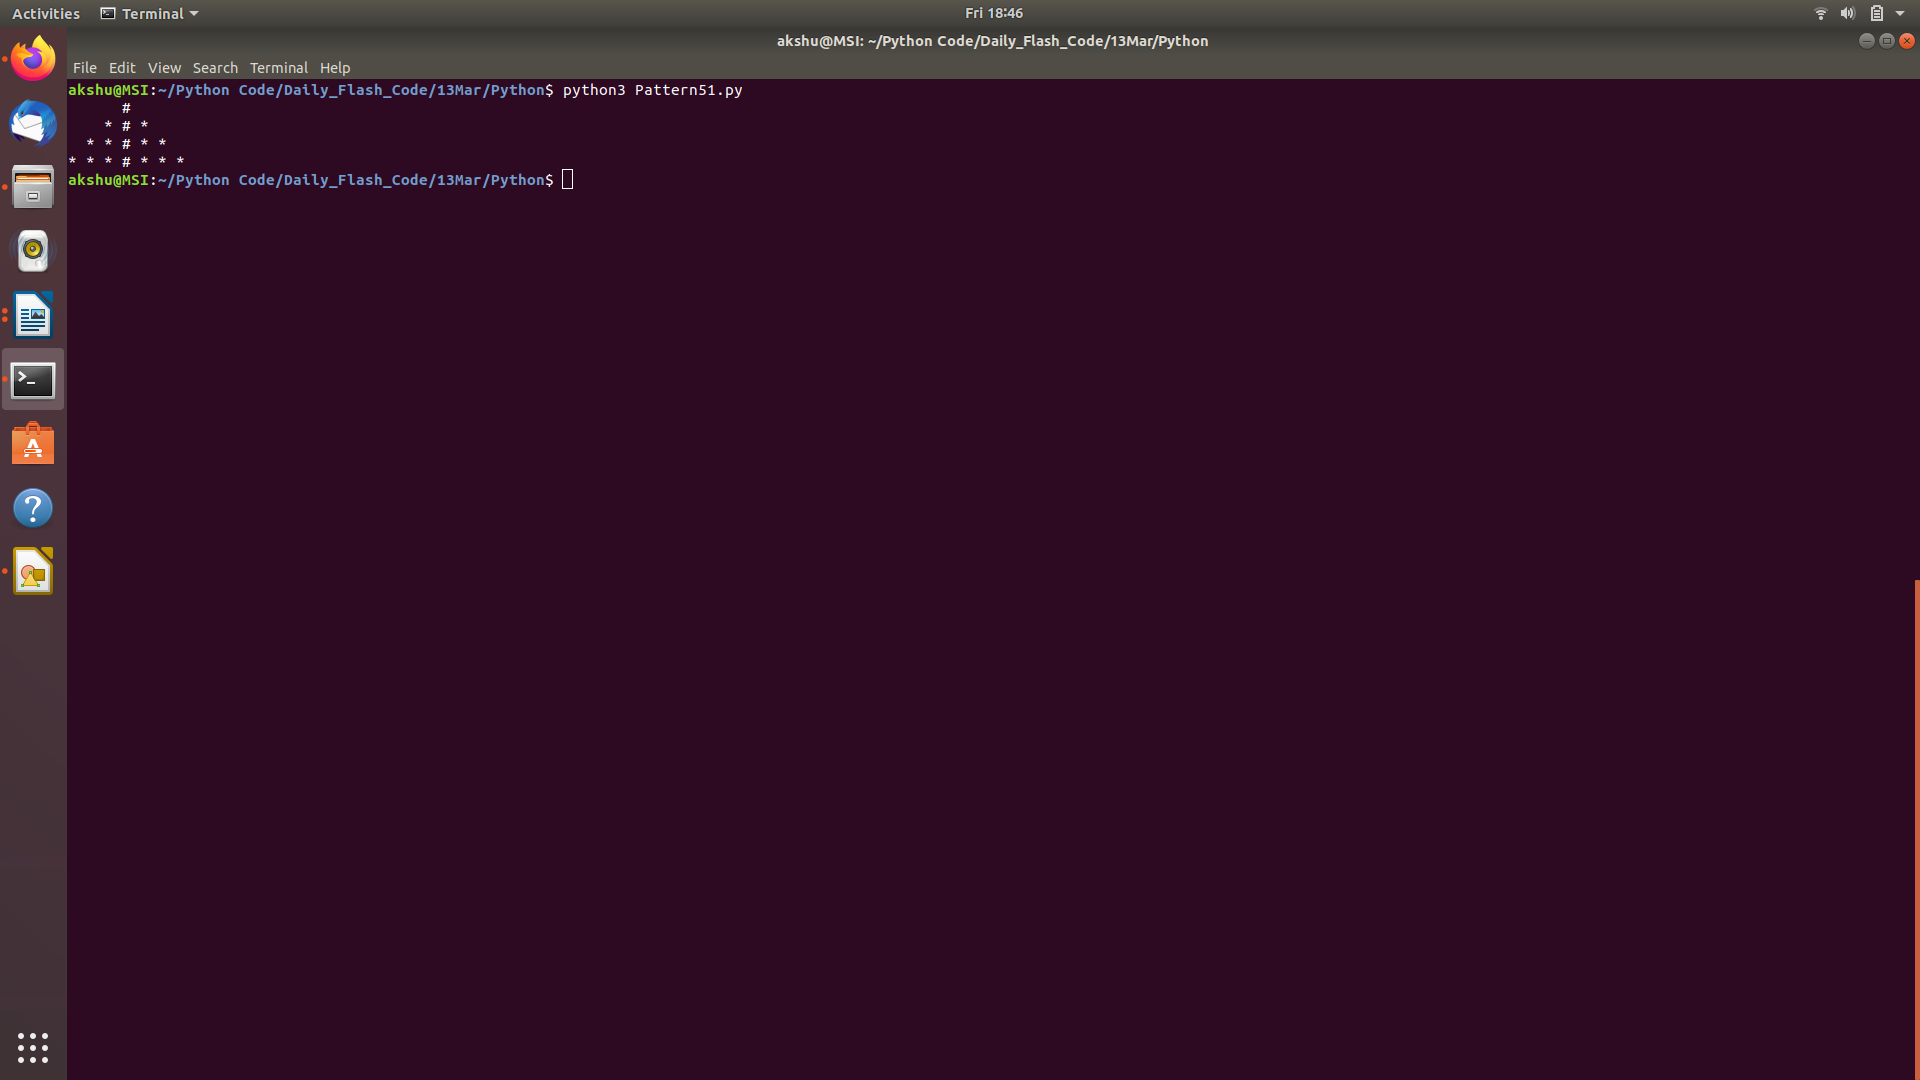 Activities Terminal Fri 18:46
akshu@MSI: ~/Python Code/Daily_Flash_Code/13Mar/Python
File Edit View Search Terminal Help
akshu@MSI:~/Python Code/Daily_Flash_Code/13Mar/Python$ python3 Pattern51.py
      #
    * # *
  * * # * *
* * * # * * *
akshu@MSI:~/Python Code/Daily_Flash_Code/13Mar/Python$